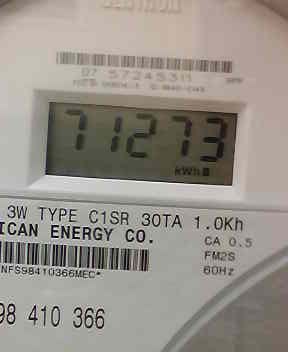 07 57245311
71273
kWh
3W TYPE C1SR 30TA 1.0Kh
ICAN ENERGY CO.
CA 0.5
FM2S
60Hz
NFS98410366MEC*
98 410 366